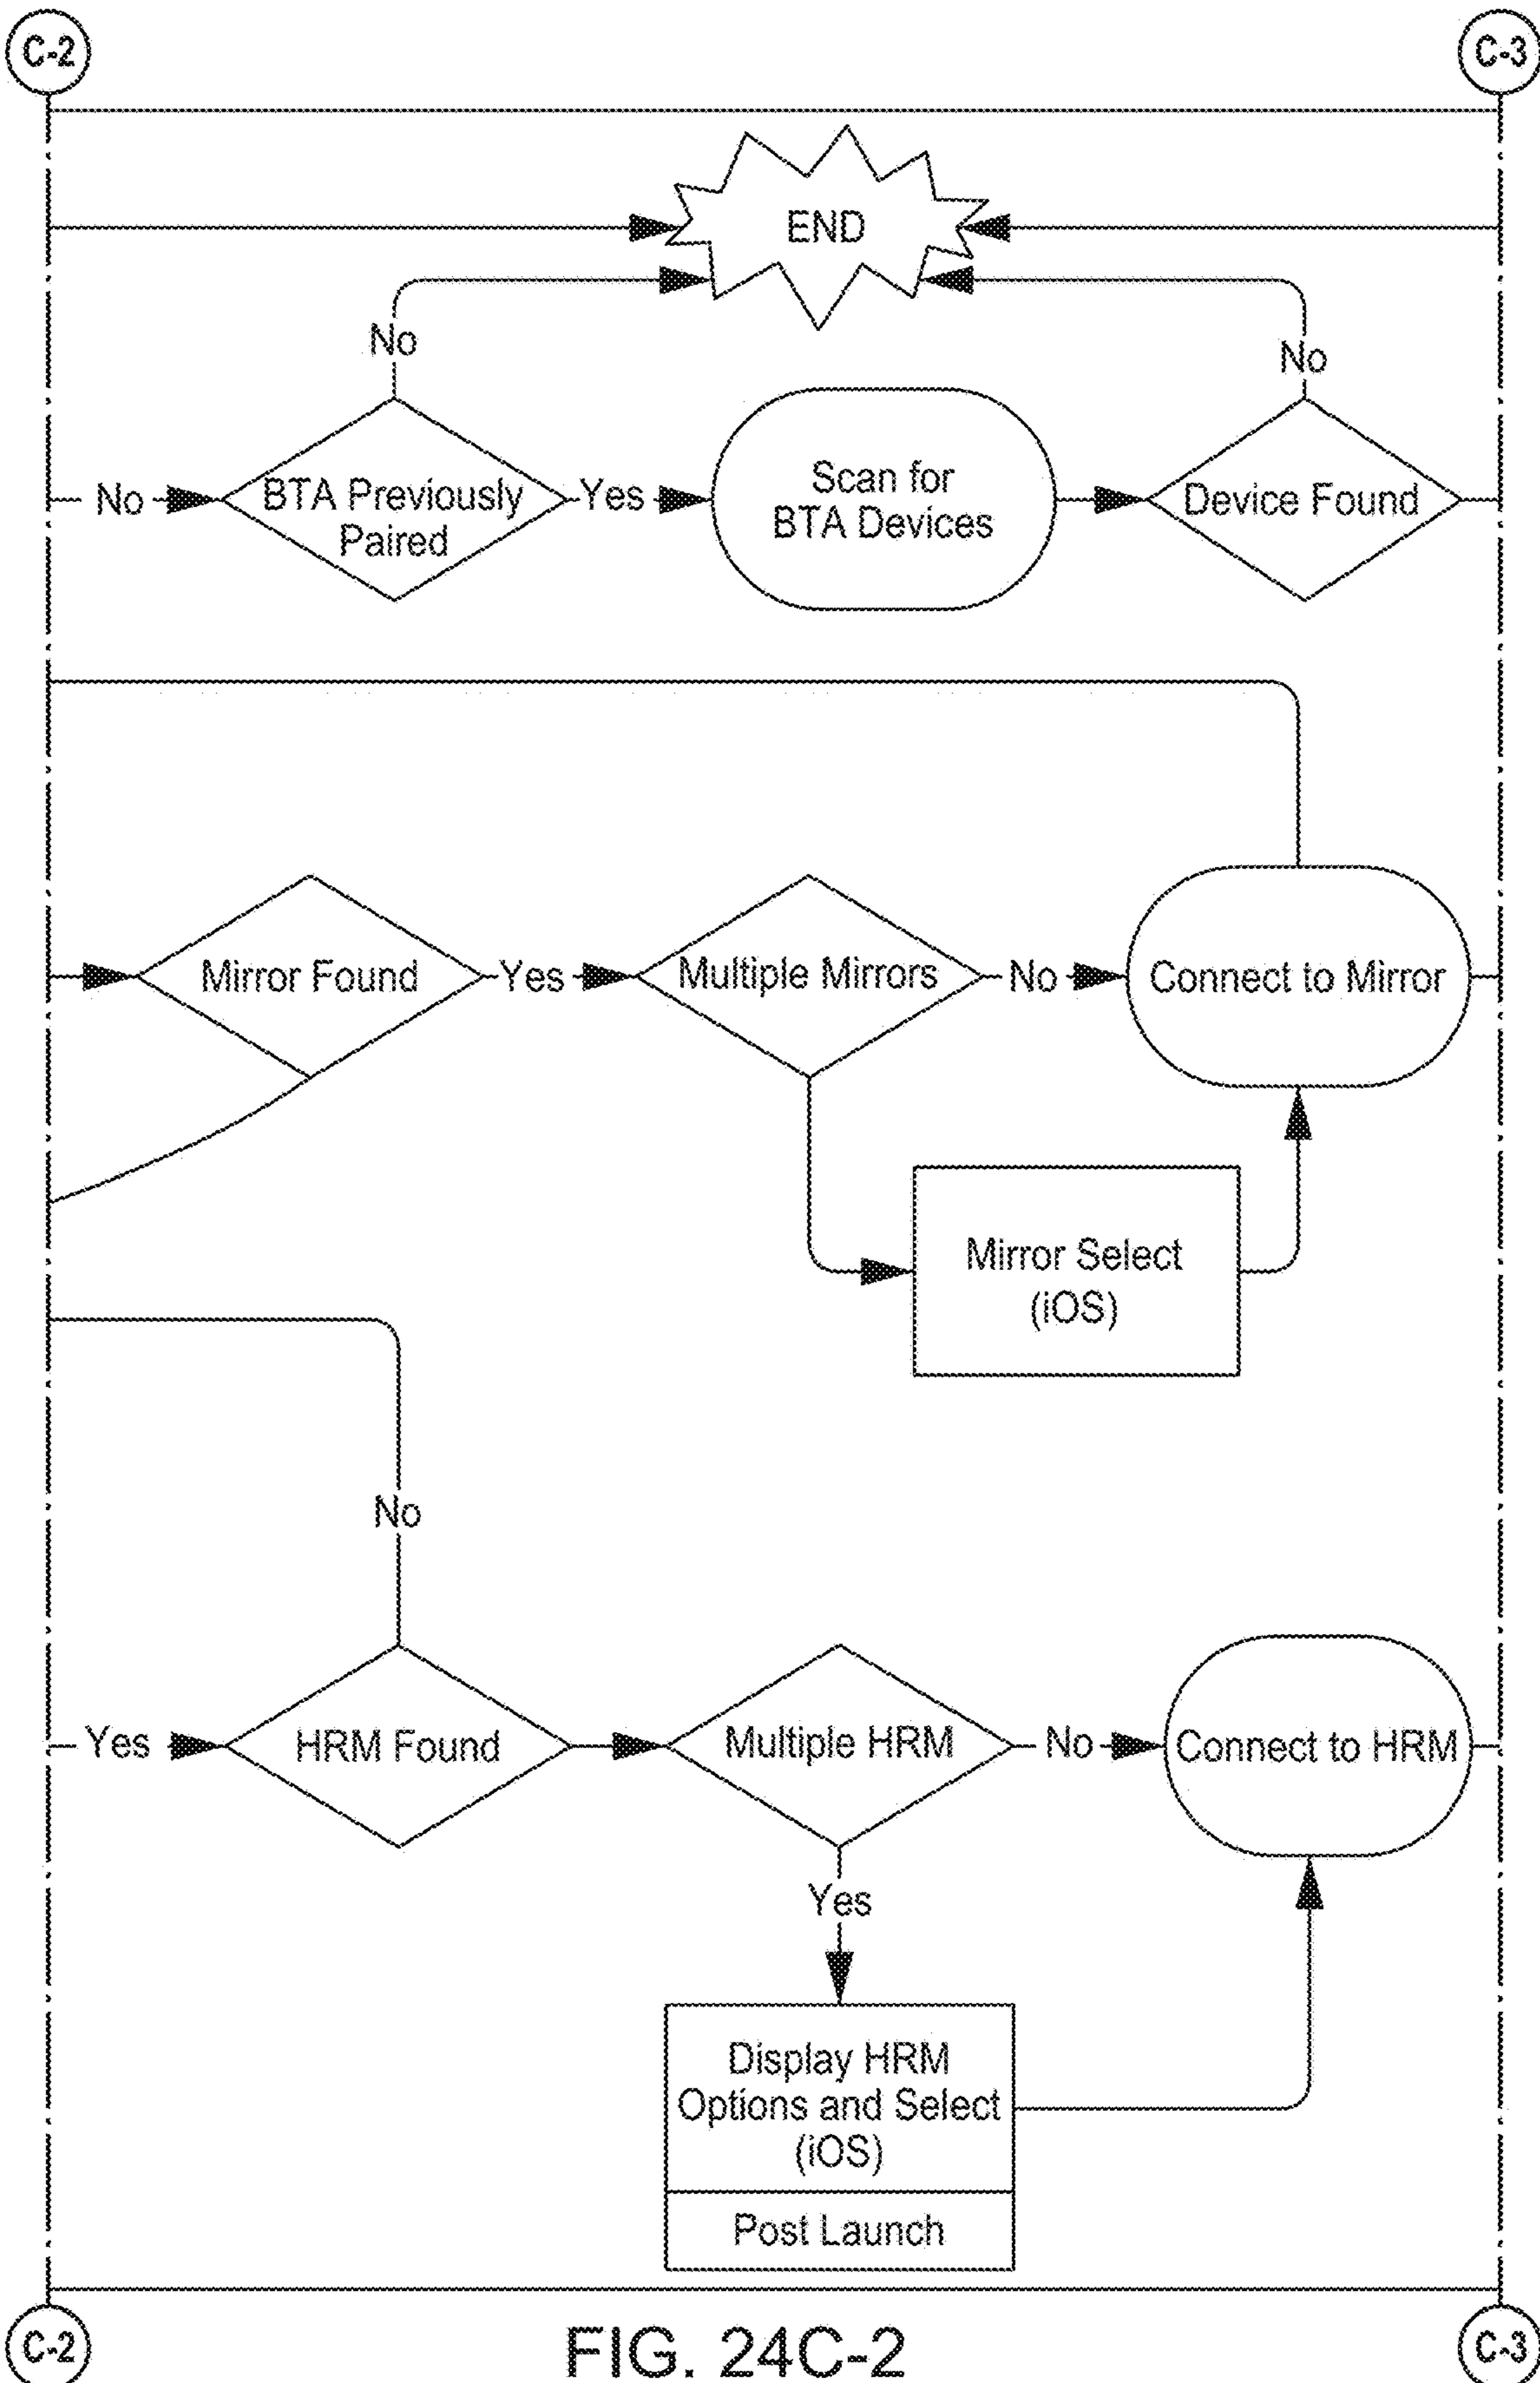 C-2
C-3
END
No
No
No
BTA Previously
Paired
Yes
Scan for
BTA Devices
Device Found
Mirror Found
Yes
Multiple Mirrors
No
Connect to Mirror
Mirror Select
(iOS)
No
Yes
HRM Found
Multiple HRM
No
Connect to HRM
Yes
Display HRM
Options and Select
(iOS)
Post Launch
C-2
FIG. 24C-2
C-3